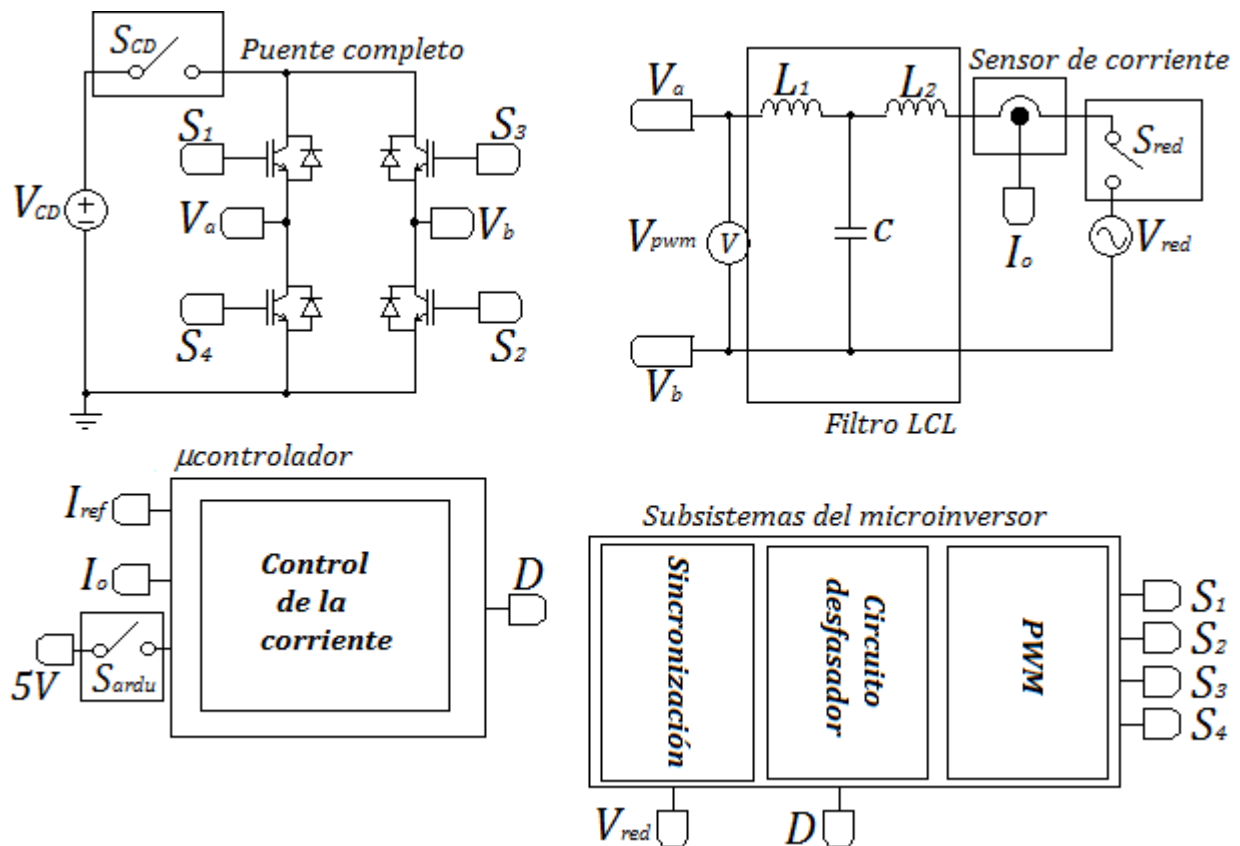 S_CD
Puente completo
S_1
S_3
V_CD
V_a
V_b
S_4
S_2
V_a
L_1
L_2
Sensor de corriente
S_red
V_pwm
V
C
I_o
V_red
V_b
Filtro LCL
μcontrolador
I_ref
I_o
5V
S_ardu
Control
de la
corriente
D
Subsistemas del microinversor
Sincronización
Circuito
desfasador
PWM
S_1
S_2
S_3
S_4
V_red
D